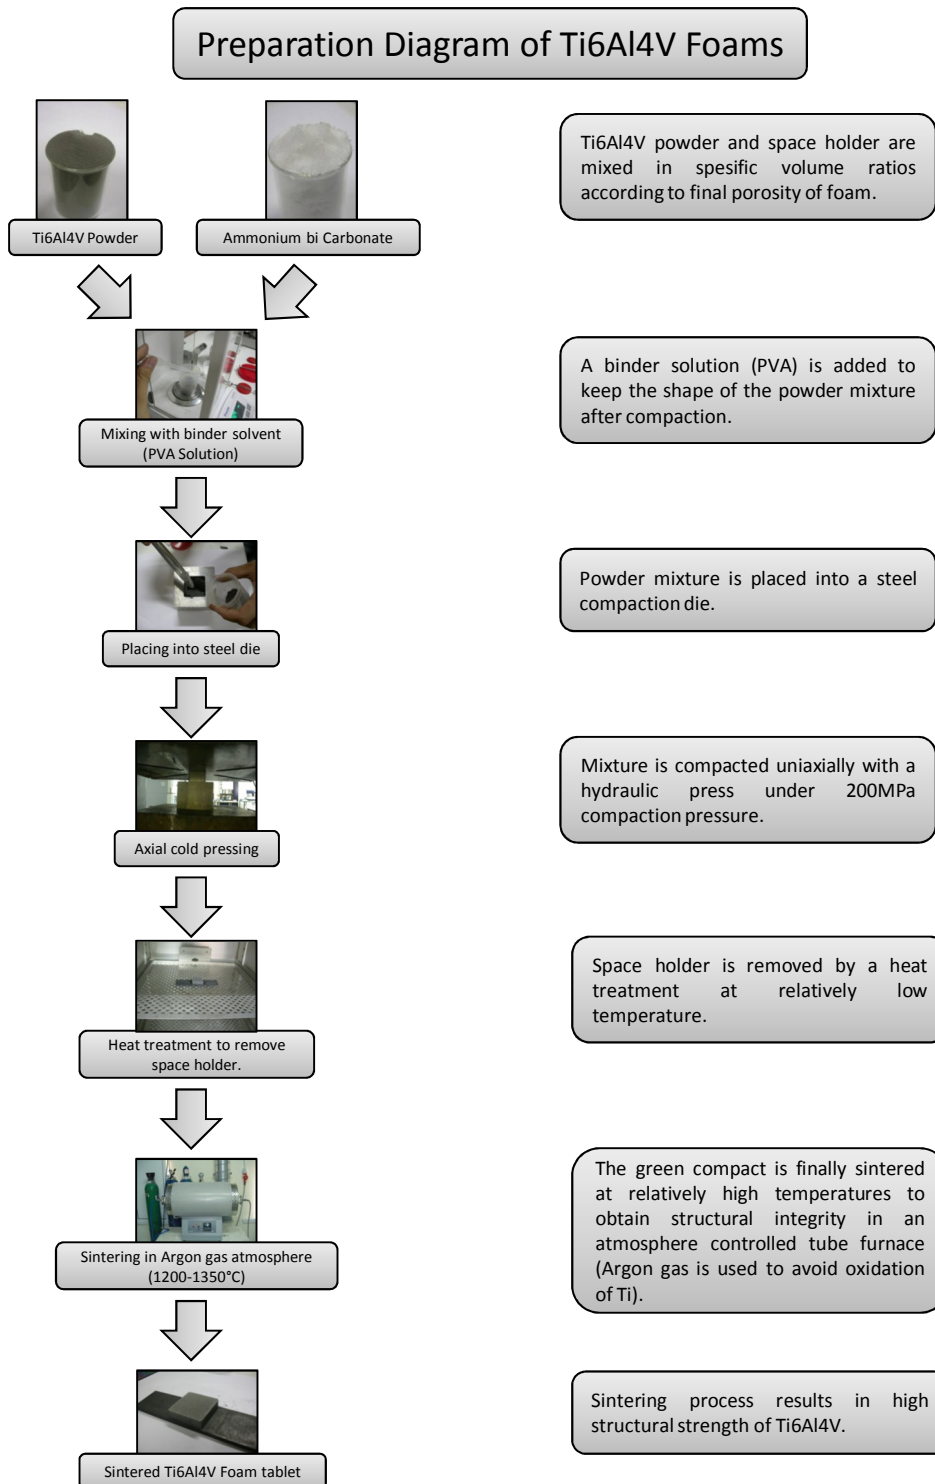 Preparation Diagram of Ti6Al4V Foams
Ti6Al4V Powder
Ammonium bi Carbonate
Ti6Al4V powder and space holder are
mixed in spesific volume ratios
according to final porosity of foam.
Mixing with binder solvent
(PVA Solution)
A binder solution (PVA) is added to
keep the shape of the powder mixture
after compaction.
Placing into steel die
Powder mixture is placed into a steel
compaction die.
Axial cold pressing
Mixture is compacted uniaxially with a
hydraulic press under 200MPa
compaction pressure.
Heat treatment to remove
space holder.
Space holder is removed by a heat
treatment at relatively low
temperature.
Sintering in Argon gas atmosphere
(1200-1350°C)
The green compact is finally sintered
at relatively high temperatures to
obtain structural integrity in an
atmosphere controlled tube furnace
(Argon gas is used to avoid oxidation
of Ti).
Sintered Ti6Al4V Foam tablet
Sintering process results in high
structural strength of Ti6Al4V.